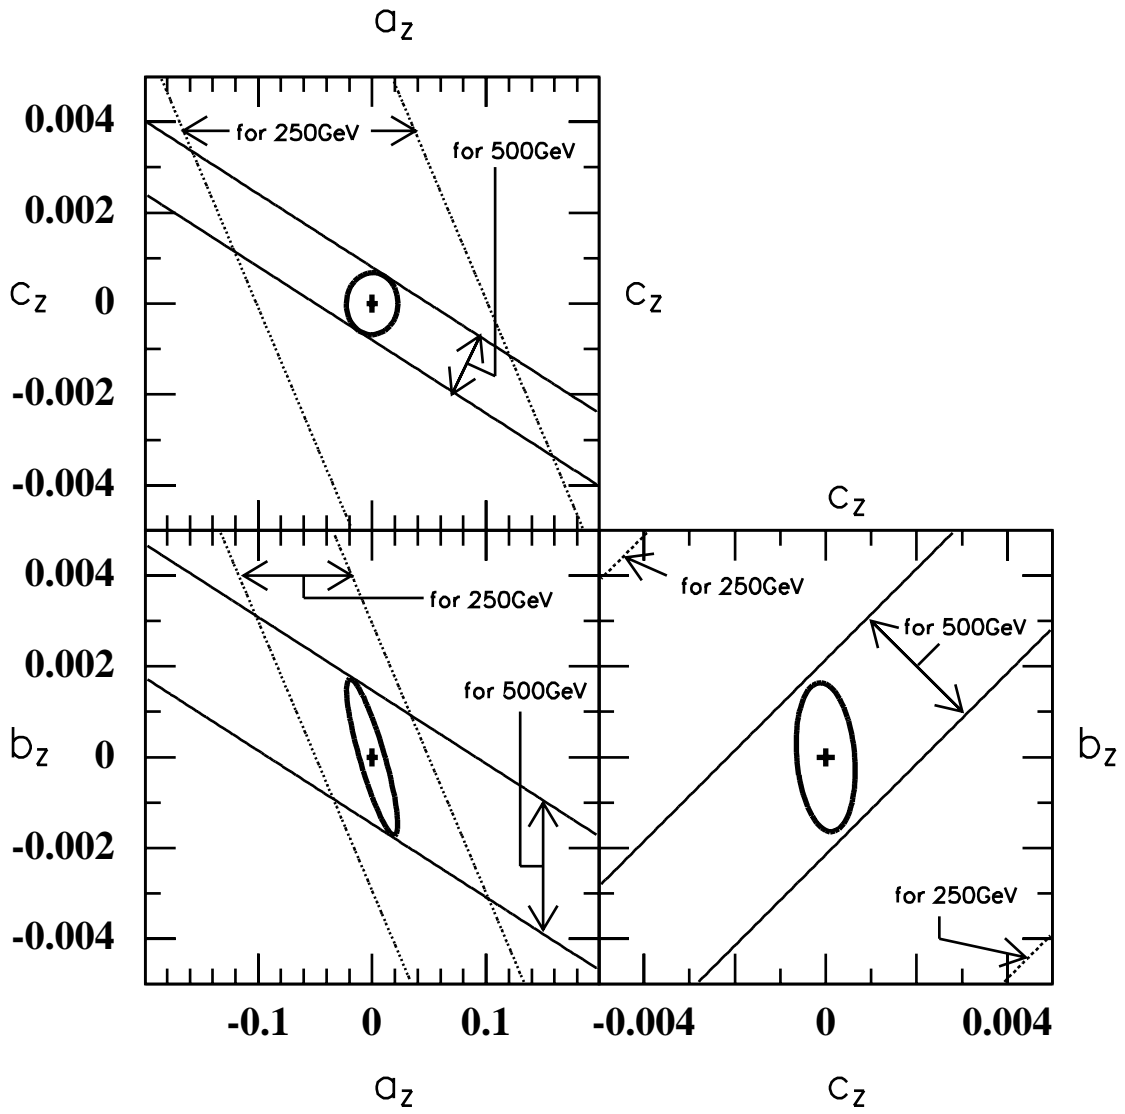 a_z
0.004
for 250GeV
for 500GeV
0.002
c_z
0
c_z
-0.002
-0.004
c_z
0.004
for 250GeV
for 250GeV
0.002
for 500GeV
for 500GeV
b_z
0
b_z
-0.002
for 250GeV
-0.004
-0.1
0
0.1
-0.004
0
0.004
a_z
c_z